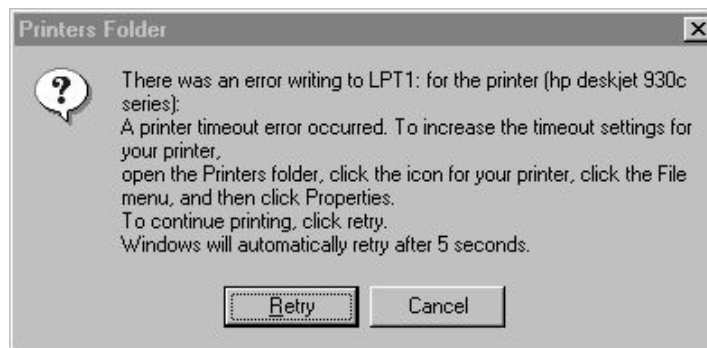 Printers Folder
There was an error writing to LPT1: for the printer (hp deskjet 930c
series):
A printer timeout error occurred. To increase the timeout settings for
your printer,
open the Printers folder, click the icon for your printer, click the File
menu, and then click Properties.
To continue printing, click retry.
Windows will automatically retry after 5 seconds.
Retry
Cancel